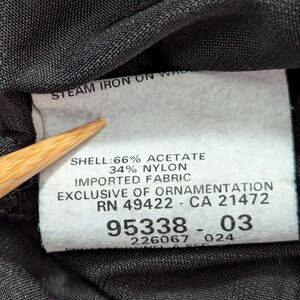 STEAM IRON ON WRONG
SHELL:66% ACETATE
34% NYLON
IMPORTED FABRIC
EXCLUSIVE OF ORNAMENTATION
RN 49422 - CA 21472
95338 - 03
226067 024